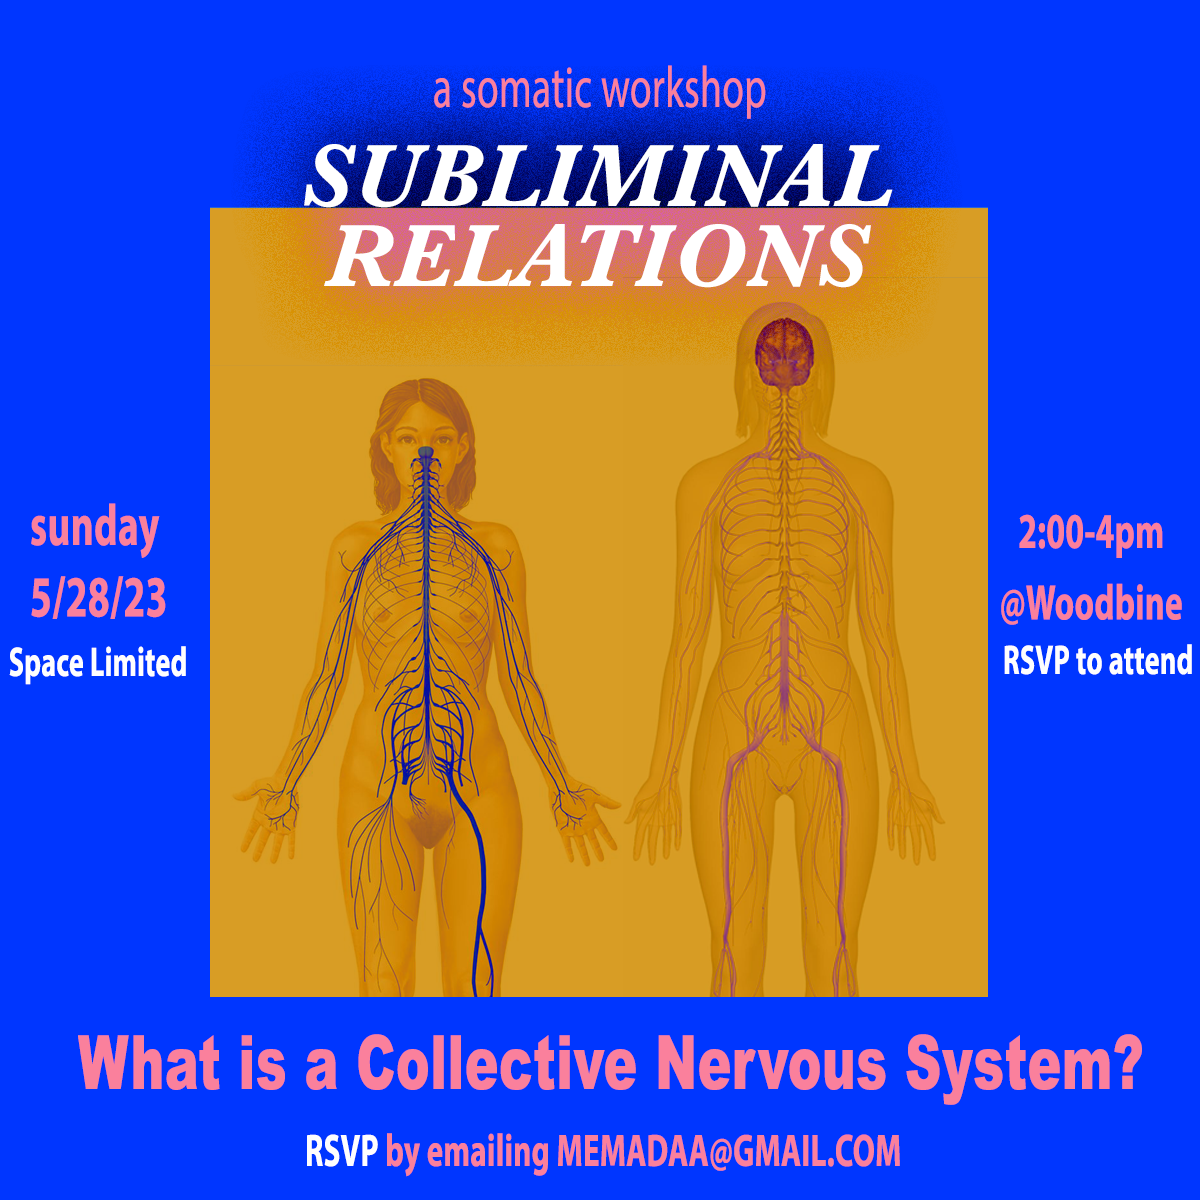 a somatic workshop
SUBLIMINAL
RELATIONS
sunday
5/28/23
Space Limited
2:00-4pm
@Woodbine
RSVP to attend
What is a Collective Nervous System?
RSVP by emailing MEMADAA@GMAIL.COM